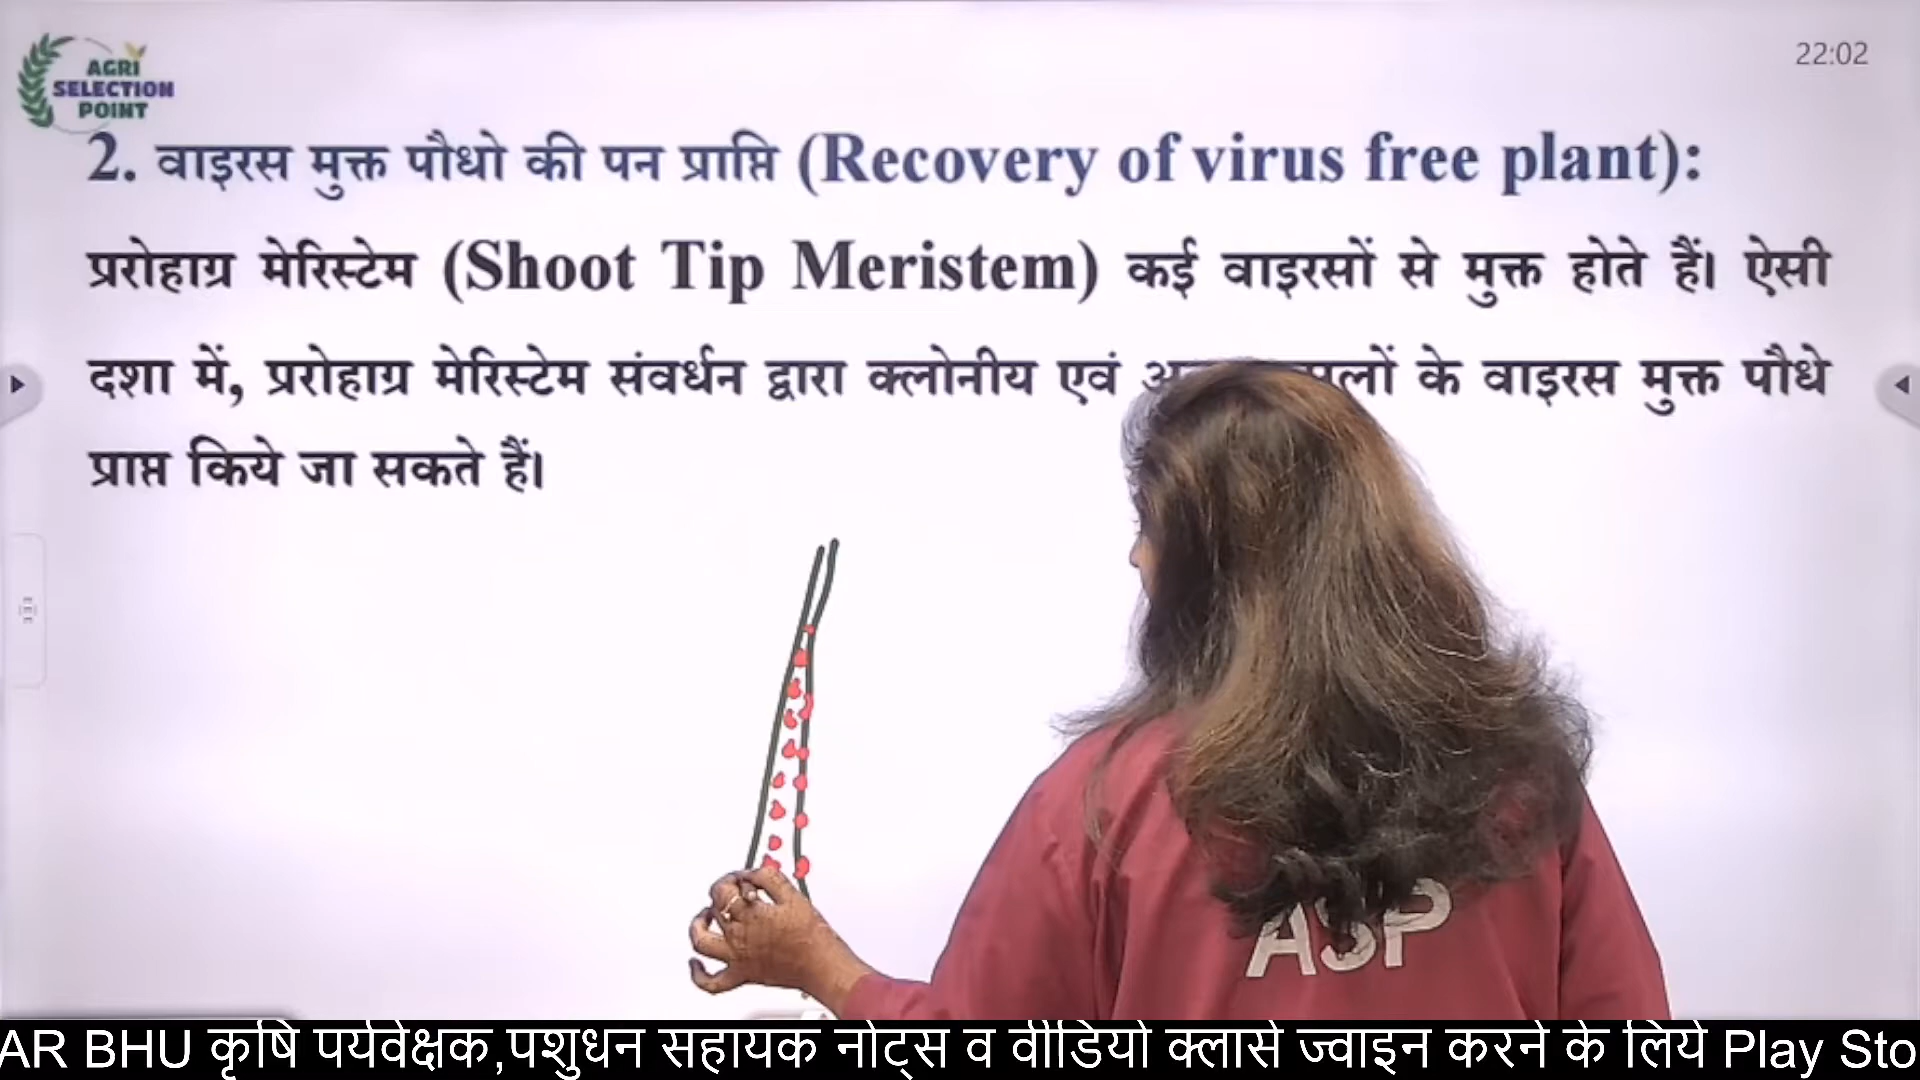 AGRI
SELECTION
POINT
22:02
2. वाइरस मुक्त पौधो की पन प्राप्ति (Recovery of virus free plant):
प्ररोहाग्र मेरिस्टेम (Shoot Tip Meristem) कई वाइरसों से मुक्त होते हैं। ऐसी
दशा में, प्ररोहाग्र मेरिस्टेम संवर्धन द्वारा क्लोनीय एवं के वाइरस मुक्त पौधे
प्राप्त किये जा सकते हैं।
ASP
AR BHU कृषि पर्यवेक्षक,पशुधन सहायक नोट्स व वीडियो क्लासे ज्वाइन करने के लिये Play Sto